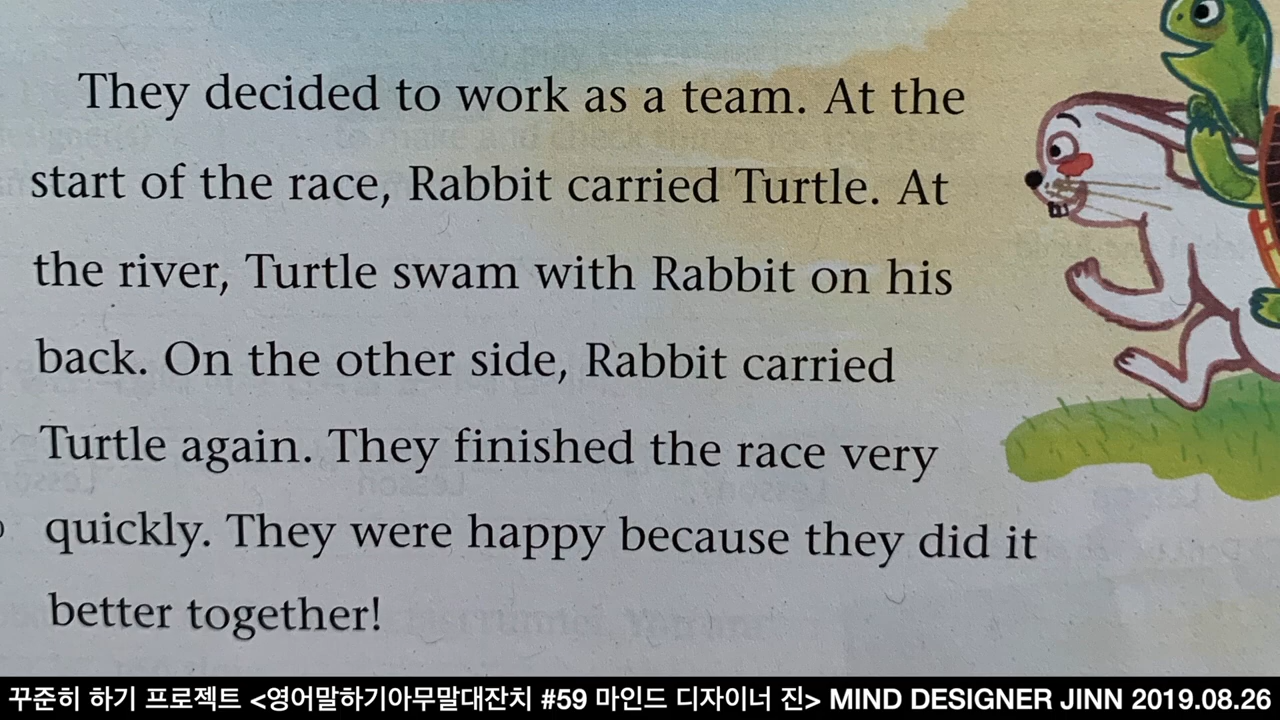 They decided to work as a team. At the
start of the race, Rabbit carried Turtle. At
the river, Turtle swam with Rabbit on his
back. On the other side, Rabbit carried
Turtle again. They finished the race very
quickly. They were happy because they did it
better together!
꾸준히 하기 프로젝트 <영어말하기아무말대잔치 #59 마인드 디자이너 진> MIND DESIGNER JINN 2019.08.26